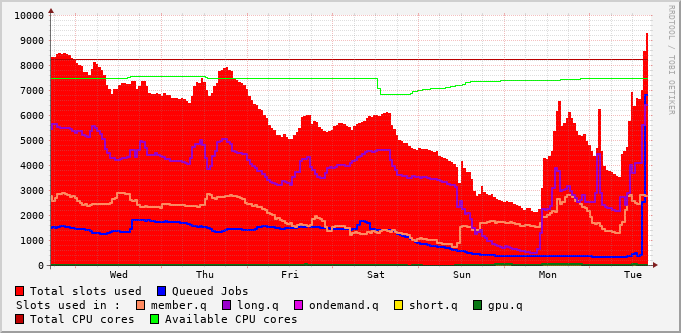 RRDTOOL / TOBI OETIKER
10000
9000
8000
7000
6000
5000
4000
3000
2000
1000
0
Wed Thu Fri Sat Sun Mon Tue
Total slots used Queued Jobs
Slots used in : member.q long.q ondemand.q short.q gpu.q
Total CPU cores Available CPU cores